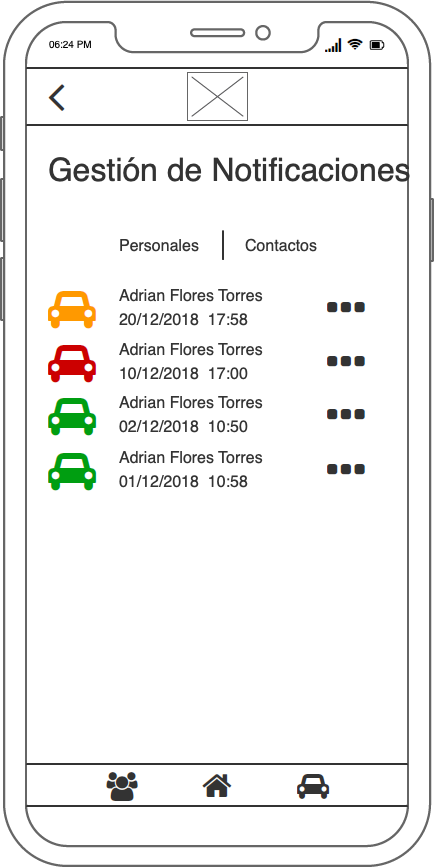 06:24 PM
Gestión de Notificaciones
Personales
Contactos
Adrian Flores Torres
20/12/2018 17:58
Adrian Flores Torres
10/12/2018 17:00
Adrian Flores Torres
02/12/2018 10:50
Adrian Flores Torres
01/12/2018 10:58